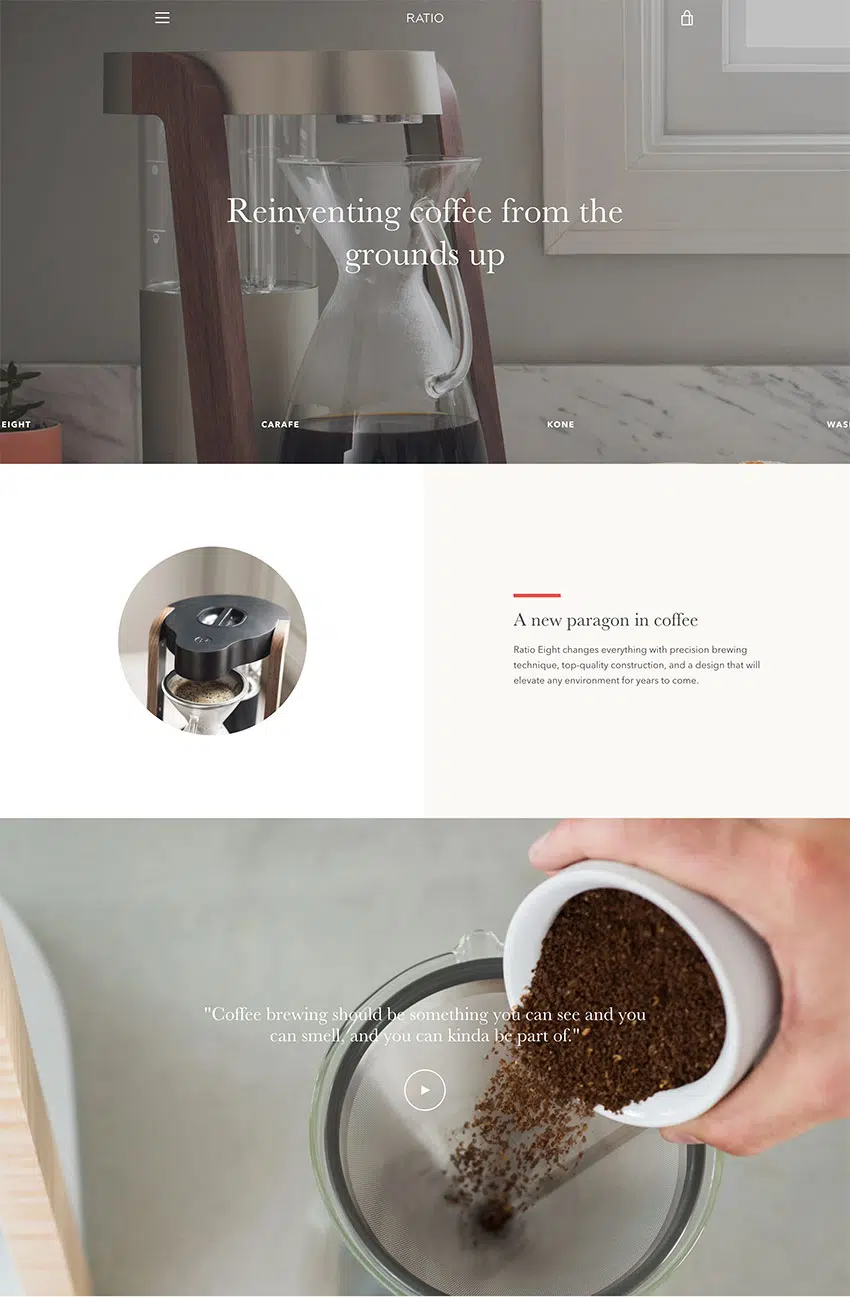 RATIO
Reinventing coffee from the
grounds up
EIGHT
CARAFE
KONE
WAS
A new paragon in coffee
Ratio Eight changes everything with precision brewing
technique, top-quality construction, and a design that will
elevate any environment for years to come.
"Coffee brewing should be something you can see and you
can smell, and you can kinda be part of."